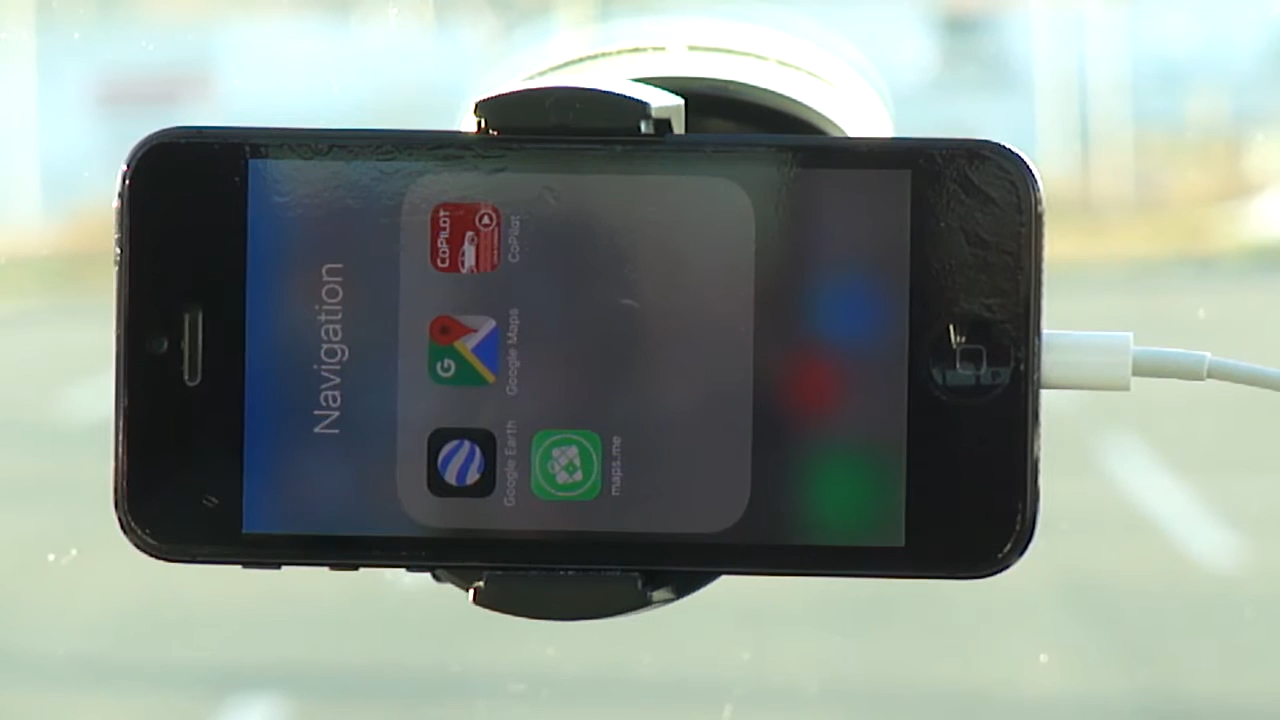 Navigation
Google Earth
Google Maps
G
CoPilot
CoPILOT
maps.me